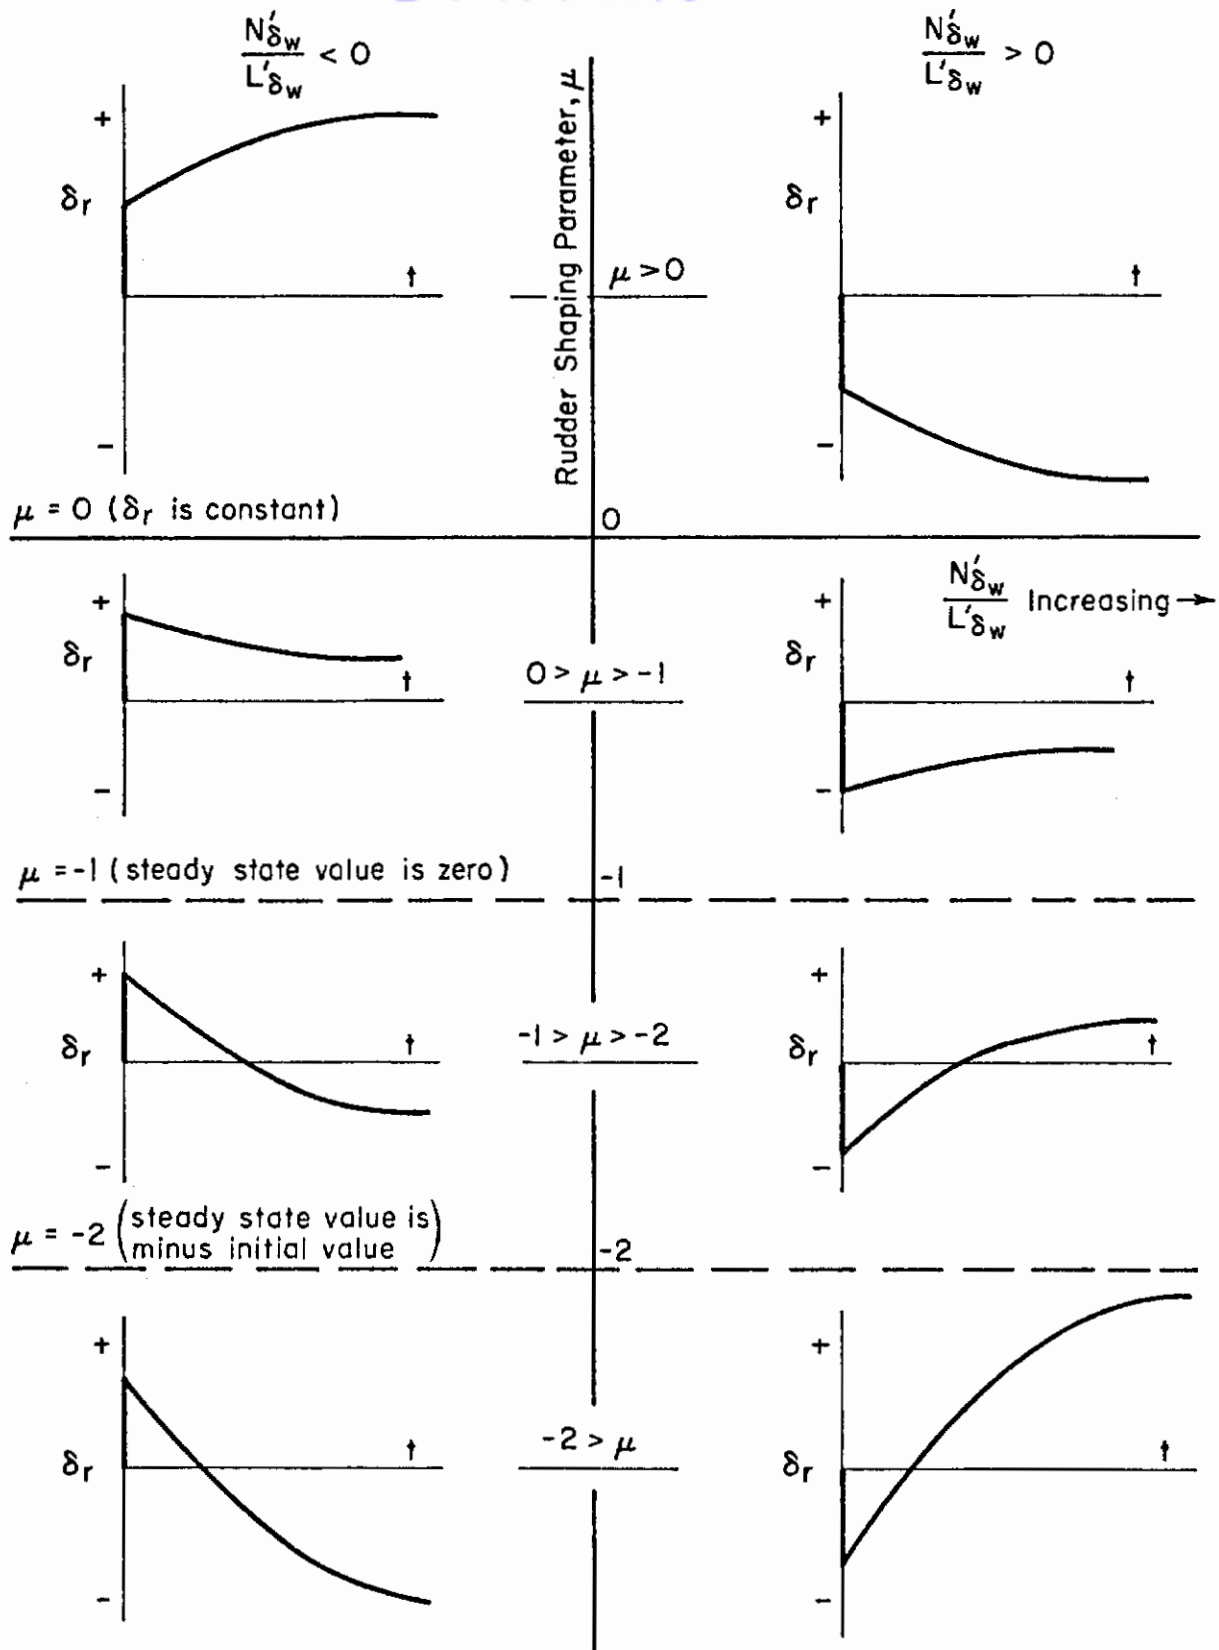 N′δw / L′δw < 0
N′δw / L′δw > 0
+
δr
t
−
Rudder Shaping Parameter, μ
μ > 0
+
δr
t
−
μ = 0 (δr is constant)
0
+
δr
t
−
0 > μ > -1
N′δw / L′δw Increasing →
+
δr
t
−
μ = -1 (steady state value is zero)
-1
+
δr
t
−
-1 > μ > -2
+
δr
t
−
μ = -2 (steady state value is
minus initial value)
-2
+
δr
t
−
-2 > μ
+
δr
t
−